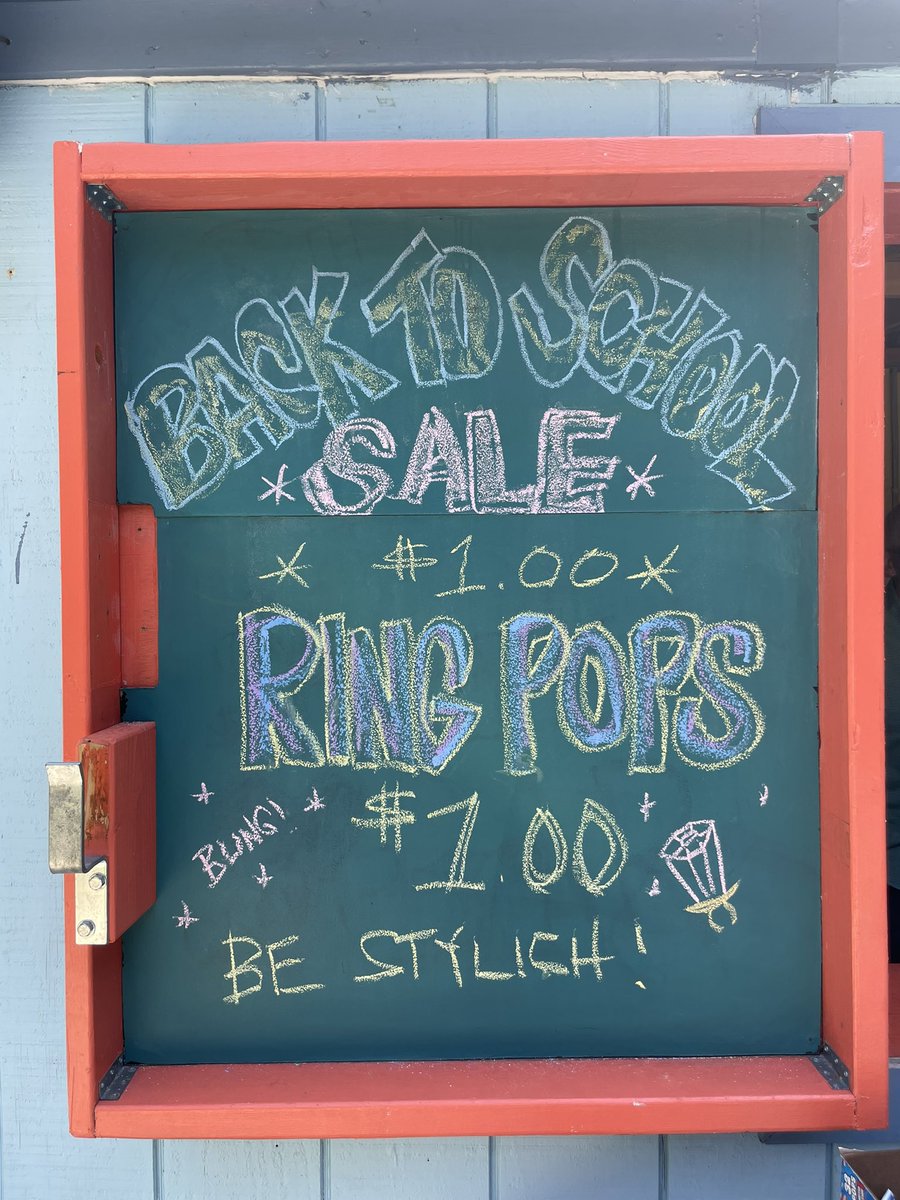 BACK TO SCHOOL
SALE
$1.00
RING POPS
BLING!
$1.00
BE STYLISH!